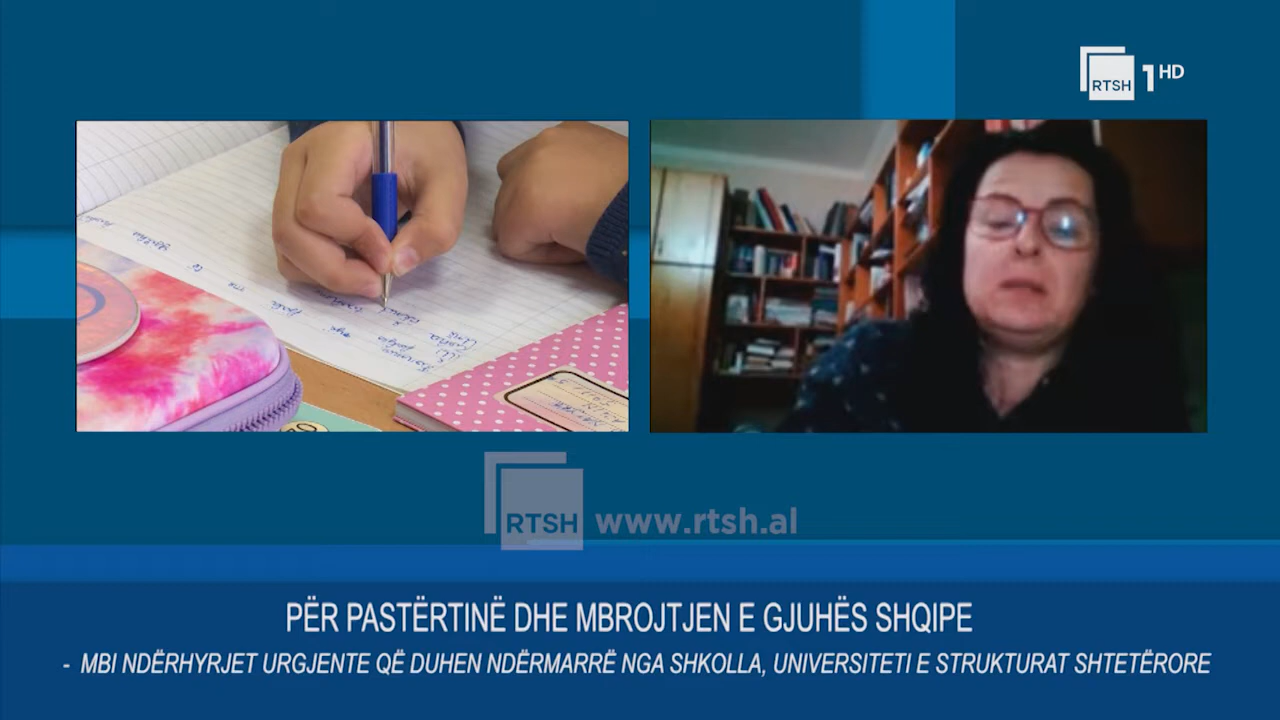 RTSH 1 HD
RTSH www.rtsh.al
PËR PASTËRTINË DHE MBROJTJEN E GJUHËS SHQIPE
- MBI NDËRHYRJET URGJENTE QË DUHEN NDËRMARRË NGA SHKOLLA, UNIVERSITETI E STRUKTURAT SHTETËRORE